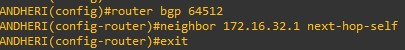 ANDHERI(config)#router bgp 64512
ANDHERI(config-router)#neighbor 172.16.32.1 next-hop-self
ANDHERI(config-router)#exit